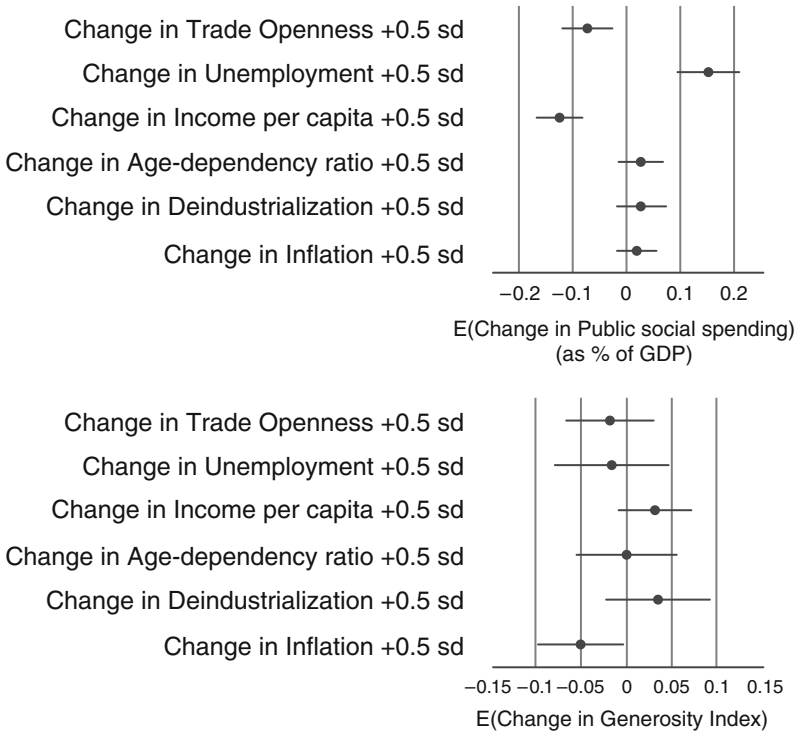 Change in Trade Openness +0.5 sd
Change in Unemployment +0.5 sd
Change in Income per capita +0.5 sd
Change in Age-dependency ratio +0.5 sd
Change in Deindustrialization +0.5 sd
Change in Inflation +0.5 sd
−0.2 −0.1 0 0.1 0.2
E(Change in Public social spending)
(as % of GDP)
Change in Trade Openness +0.5 sd
Change in Unemployment +0.5 sd
Change in Income per capita +0.5 sd
Change in Age-dependency ratio +0.5 sd
Change in Deindustrialization +0.5 sd
Change in Inflation +0.5 sd
−0.15 −0.1 −0.05 0 0.05 0.1 0.15
E(Change in Generosity Index)